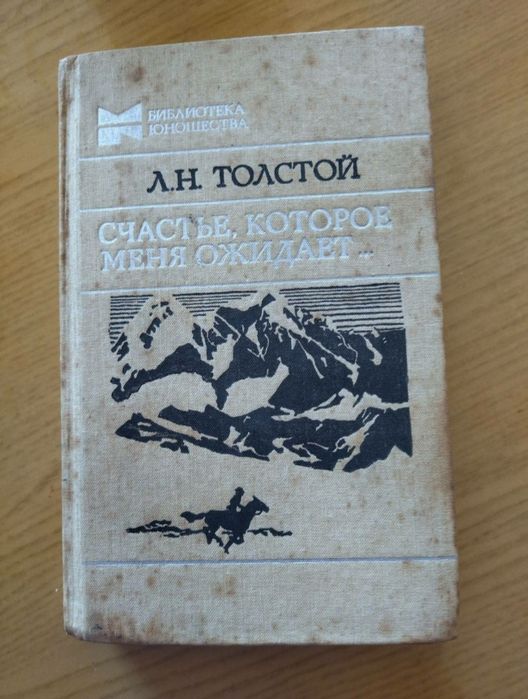 БИБЛИОТЕКА
ЮНОШЕСТВА
Л.Н. ТОЛСТОЙ
СЧАСТЬЕ, КОТОРОЕ
МЕНЯ ОЖИДАЕТ...